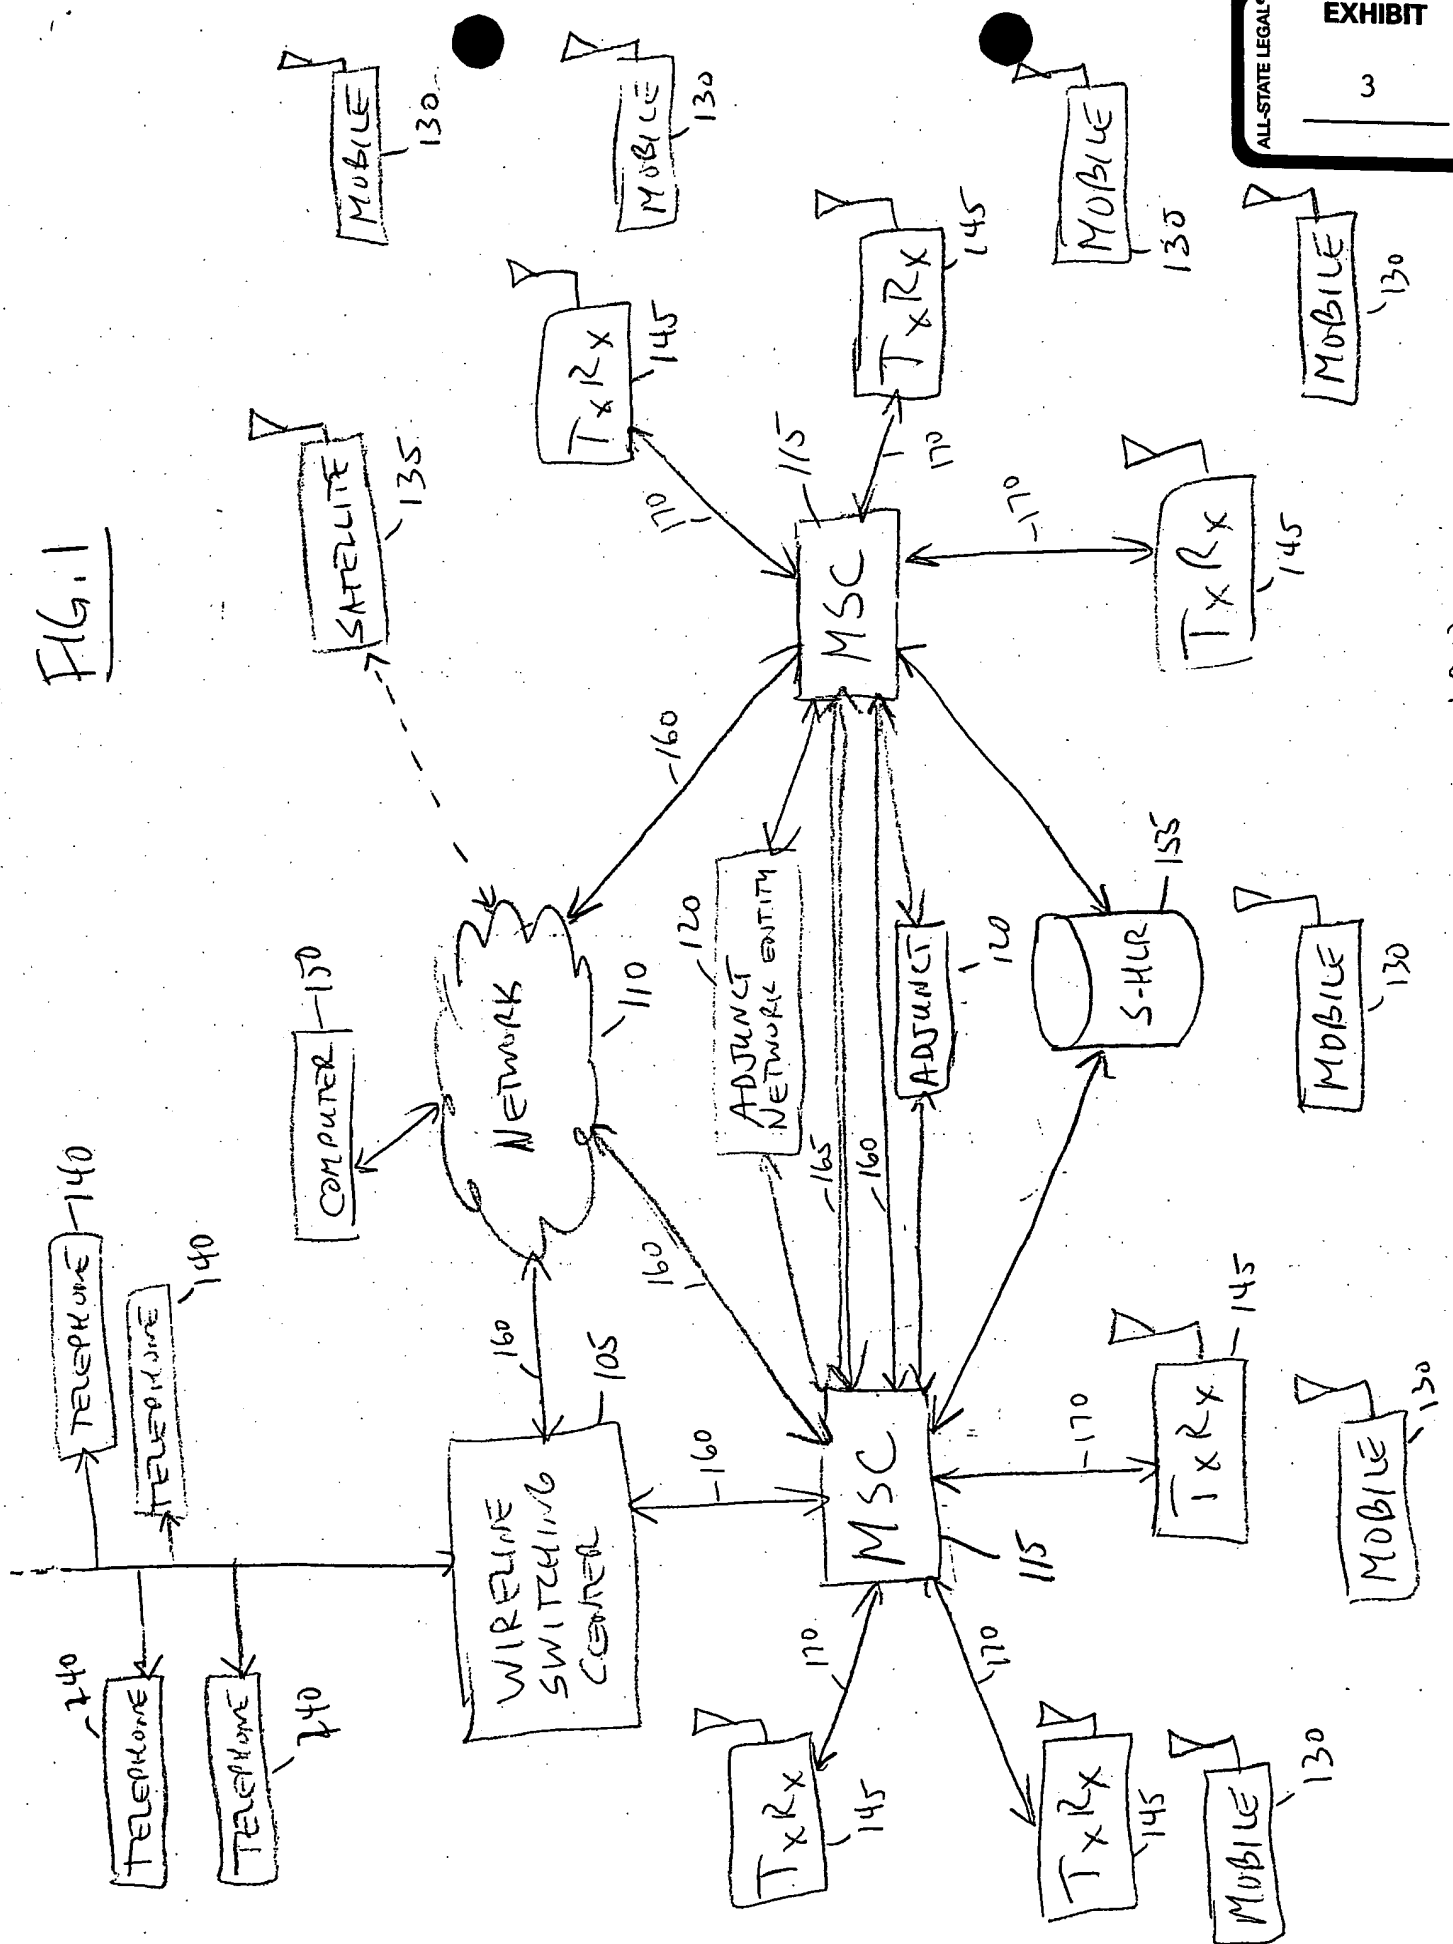 FIG. 1
ALL-STATE LEGAL®
EXHIBIT
3
TELEPHONE
140
TELEPHONE
140
TELEPHONE
140
TELEPHONE
140
COMPUTER
150
SATELLITE
135
MOBILE
130
WIRELINE
SWITCHING
CENTER
105
160
NETWORK
110
160
160
160
TxRx
145
170
MOBILE
130
ADJUNCT
NETWORK ENTITY
120
MSC
115
165
160
MSC
115
170
TxRx
145
ADJUNCT
120
TxRx
145
170
170
TxRx
145
170
S-HLR
155
170
TxRx
145
MOBILE
130
TxRx
145
MOBILE
130
MOBILE
130
MOBILE
130
MOBILE
130